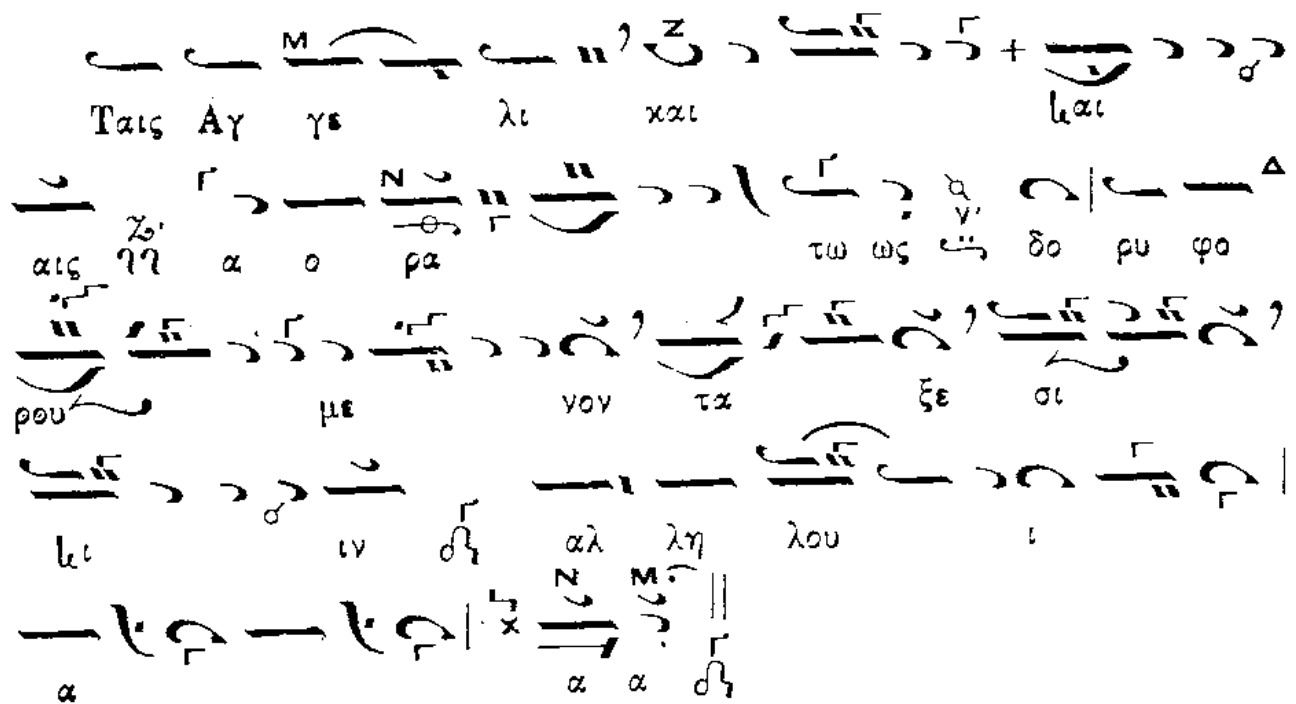 Ταις Αγ γε λι και και
αις α ο ρα τω ως δο ρυ φο
ρου με νον τα ξε σι
κι ιν αλ λη λου ι
α α α